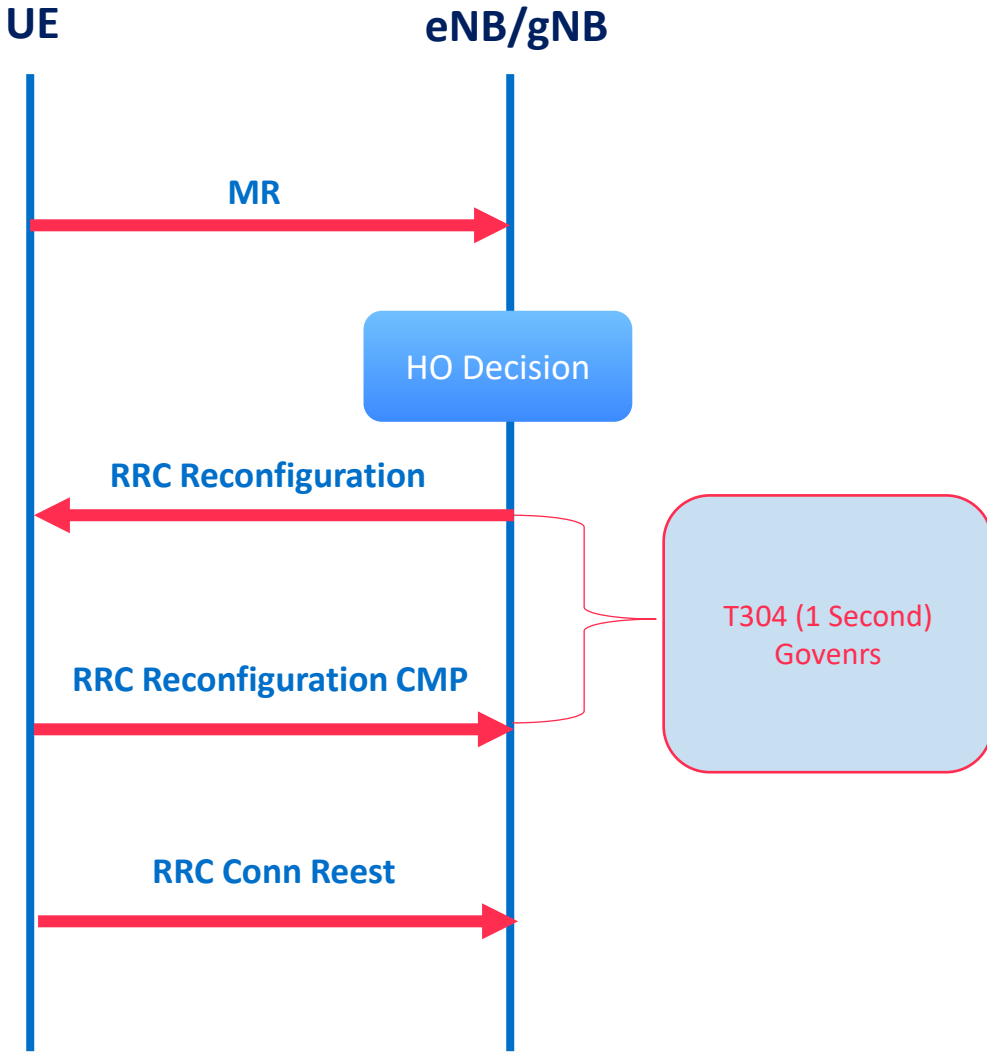 UE
eNB/gNB
MR
HO Decision
RRC Reconfiguration
T304 (1 Second)
Govenrs
RRC Reconfiguration CMP
RRC Conn Reest